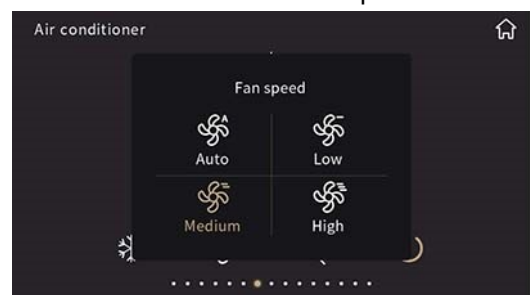 Air conditioner
Fan speed
Auto
Low
Medium
High